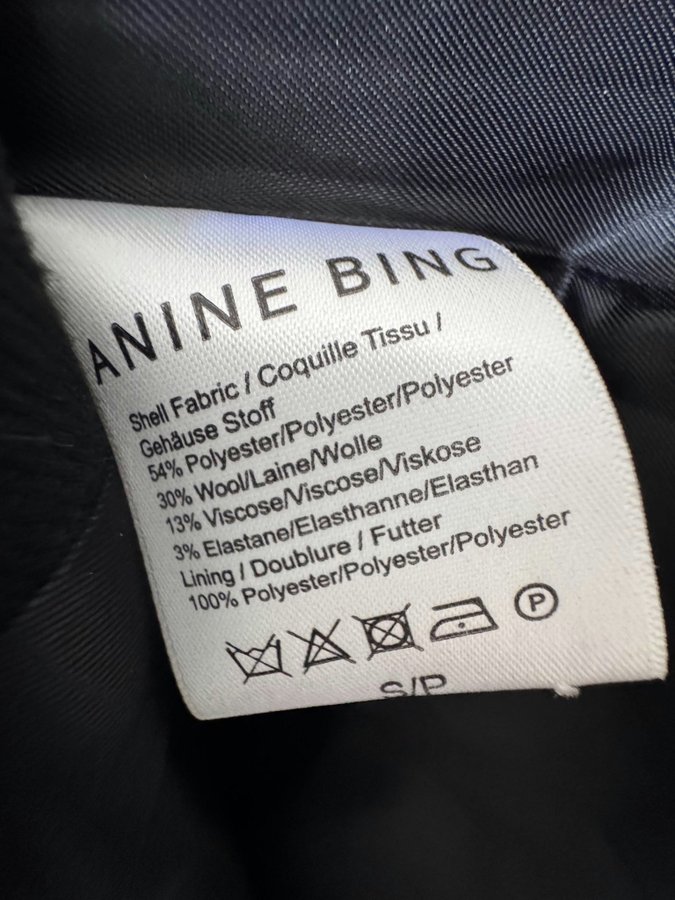 ANINE BING
Shell Fabric / Coquille Tissu /
Gehäuse Stoff
54% Polyester/Polyester/Polyester
30% Wool/Laine/Wolle
13% Viscose/Viscose/Viskose
3% Elastane/Elasthanne/Elasthan
Lining / Doublure / Futter
100% Polyester/Polyester/Polyester
P
S/P